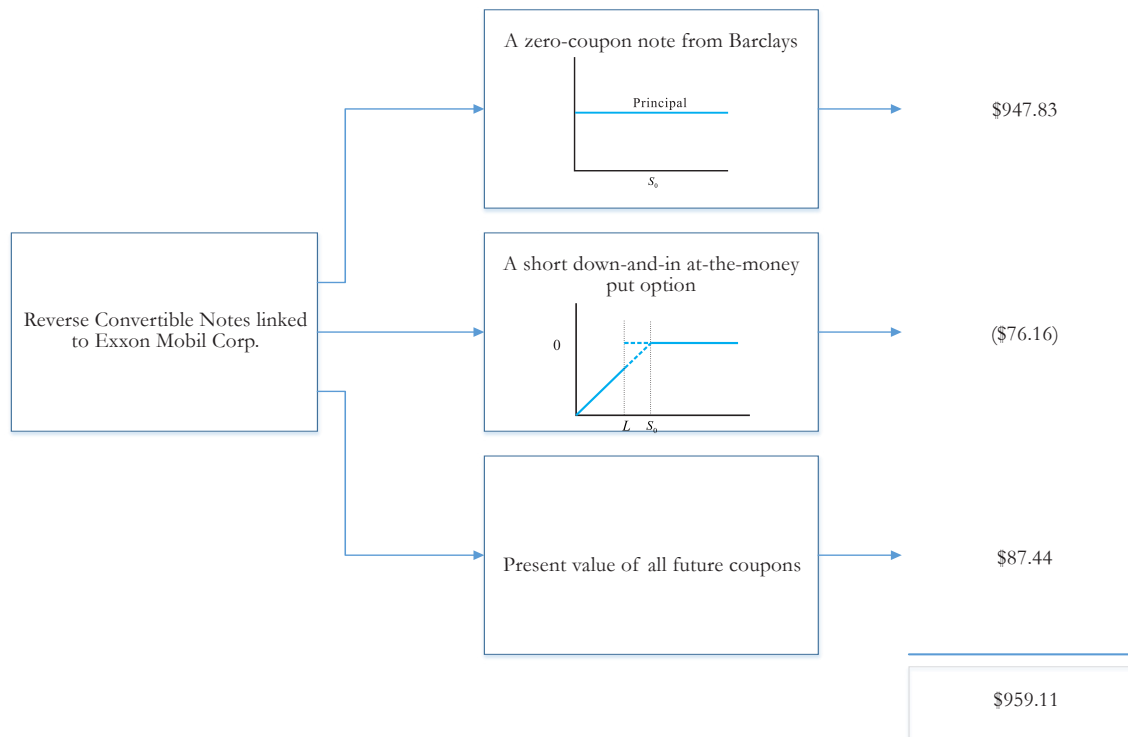 A zero-coupon note from Barclays
Principal
S₀
$947.83
Reverse Convertible Notes linked
to Exxon Mobil Corp.
A short down-and-in at-the-money
put option
0
L S₀
($76.16)
Present value of all future coupons
$87.44
$959.11